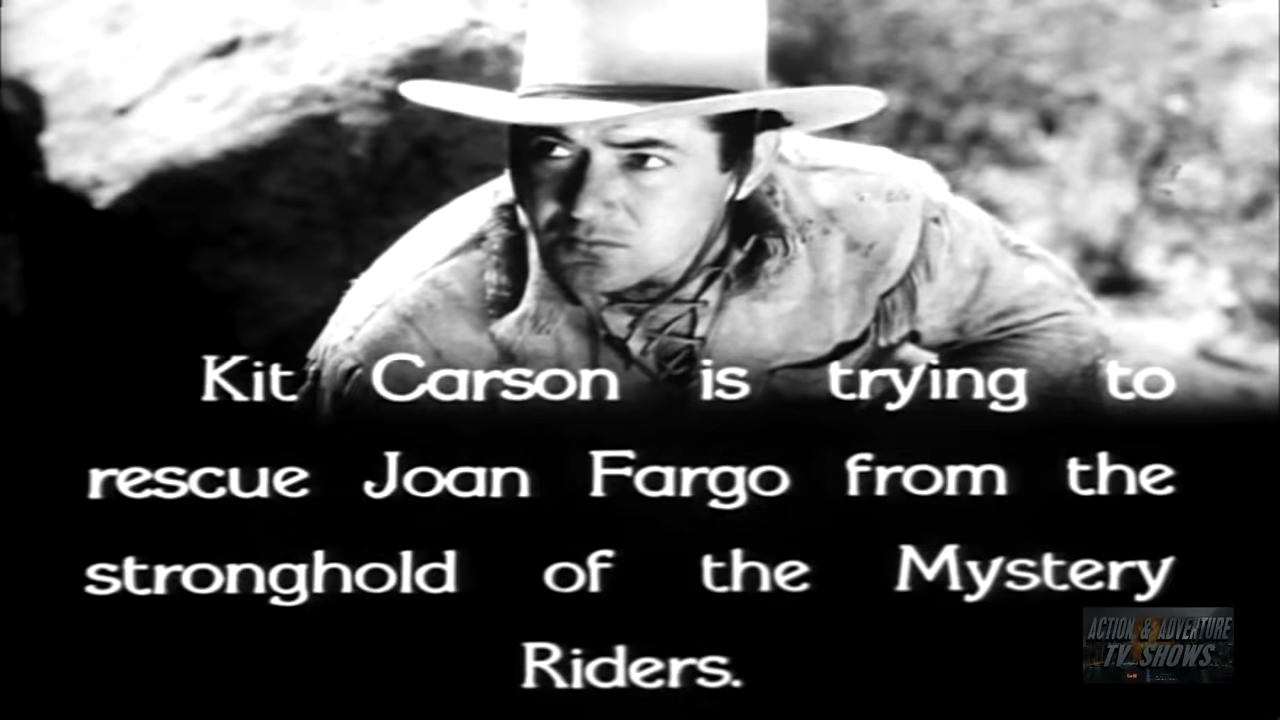 Kit Carson is trying to
rescue Joan Fargo from the
stronghold of the Mystery
Riders.
ACTION & ADVENTURE
TV SHOWS